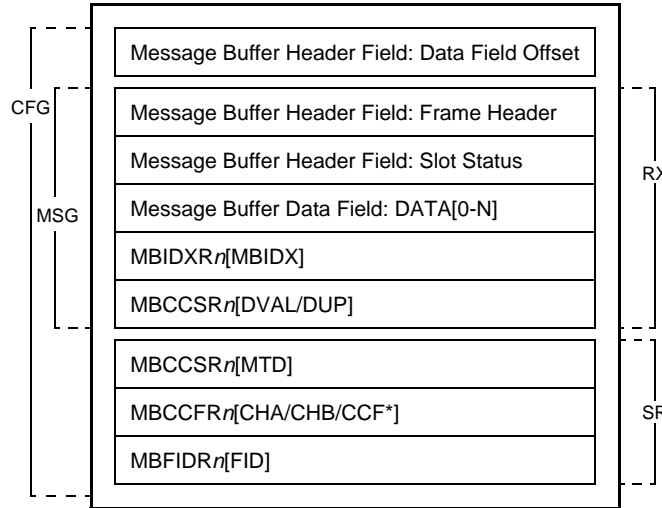 Message Buffer Header Field: Data Field Offset
CFG
Message Buffer Header Field: Frame Header
Message Buffer Header Field: Slot Status
RX
MSG
Message Buffer Data Field: DATA[0-N]
MBIDXRn[MBIDX]
MBCCSRn[DVAL/DUP]
MBCCSRn[MTD]
MBCCFRn[CHA/CHB/CCF*]
SR
MBFIDRn[FID]